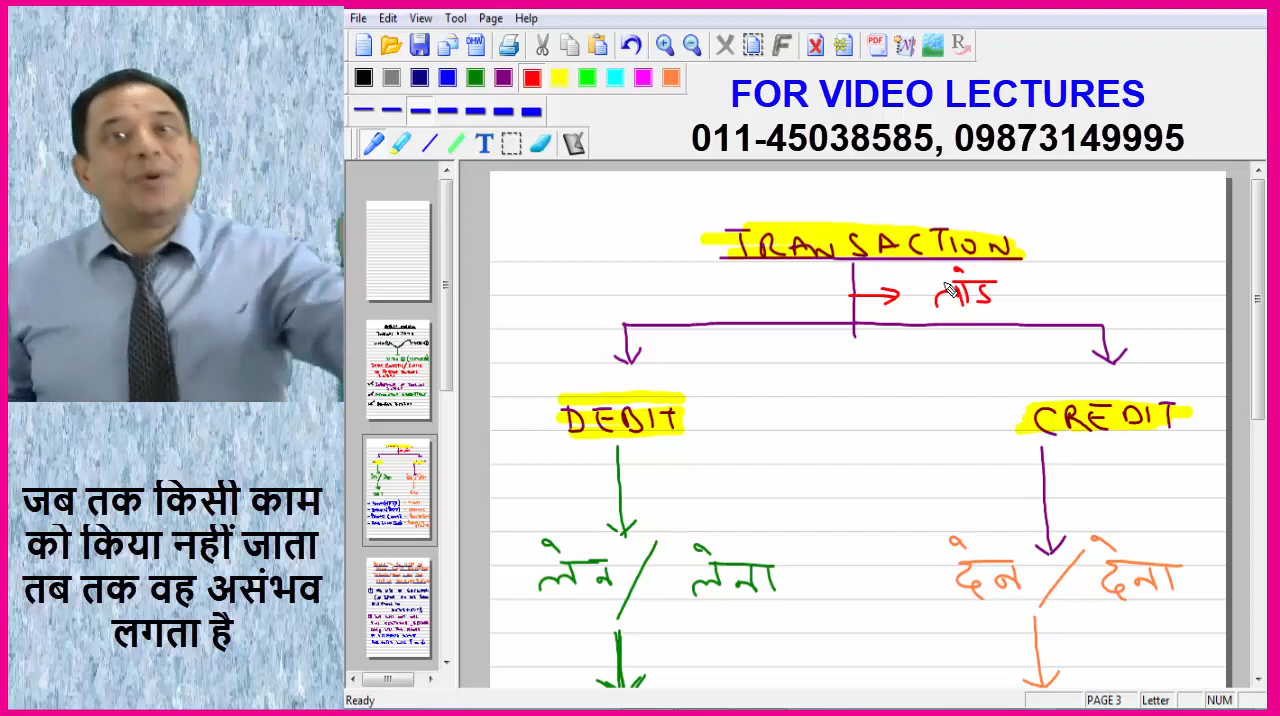 File Edit View Tool Page Help
FOR VIDEO LECTURES
011-45038585, 09873149995
TRANSACTION
DEBIT
CREDIT
लेन / लेना
देन / देना
जब तक किसी काम
को किया नहीं जाता
तब तक वह असंभव
लगता है
Ready
PAGE 3 Letter NUM